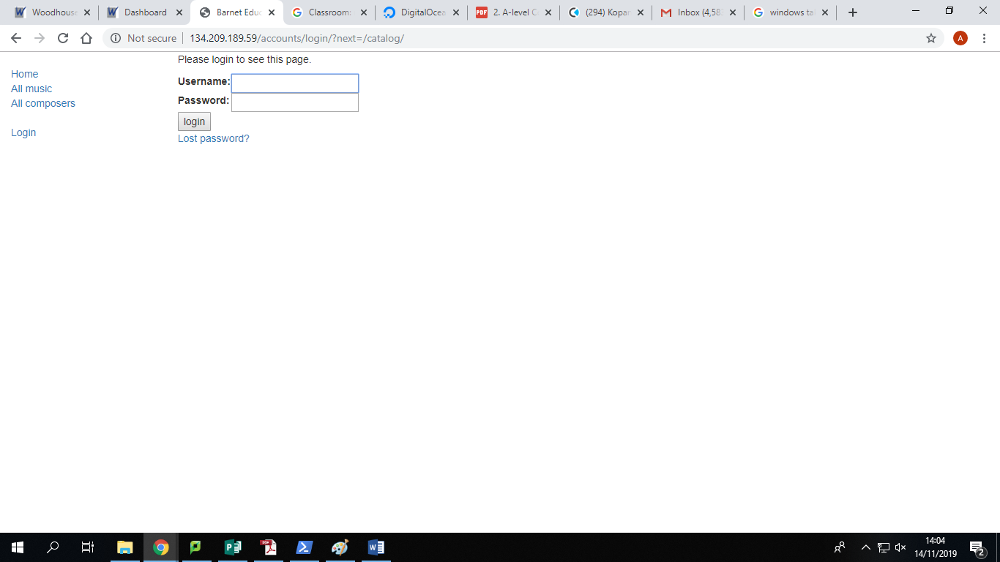 Woodhouse
Dashboard
Barnet Educ
Classroom:
DigitalOcea
2. A-level C
(294) Kopar
Inbox (4,583
windows ta
Not secure
134.209.189.59/accounts/login/?next=/catalog/
A
Please login to see this page.
Home
All music
All composers
Login
Username:
Password:
login
Lost password?
14:04
14/11/2019
2